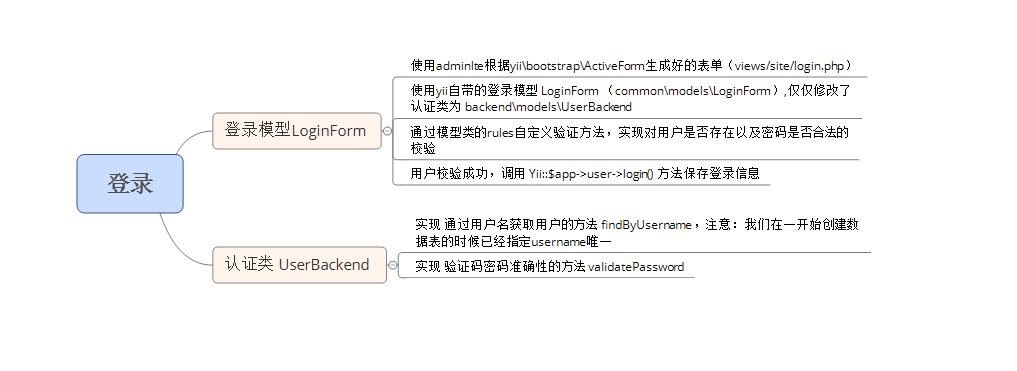 登录
登录模型LoginForm
使用adminlte根据yii\bootstrap\ActiveForm生成好的表单（views/site/login.php）
使用yii自带的登录模型 LoginForm （common\models\LoginForm）,仅仅修改了
认证类为 backend\models\UserBackend
通过模型类的rules自定义验证方法，实现对用户是否存在以及密码是否合法的
校验
用户校验成功，调用 Yii::$app->user->login() 方法保存登录信息
认证类 UserBackend
实现 通过用户名获取用户的方法 findByUsername，注意：我们在一开始创建数
据表的时候已经指定username唯一
实现 验证码密码准确性的方法 validatePassword